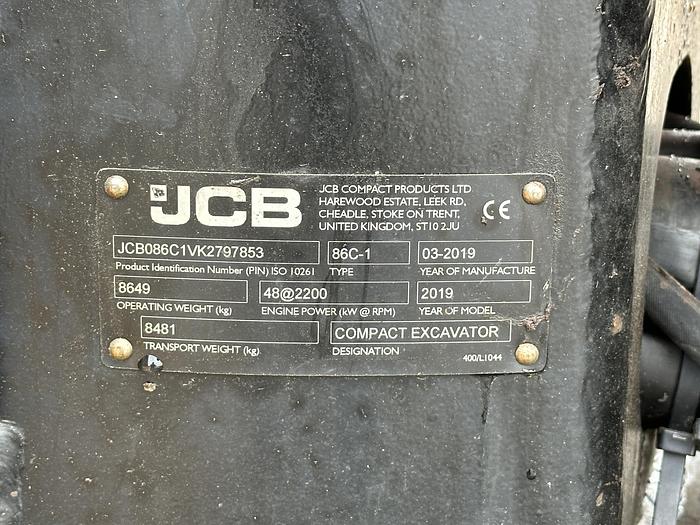 JCB
JCB COMPACT PRODUCTS LTD
HAREWOOD ESTATE, LEEK RD,
CHEADLE, STOKE ON TRENT,
UNITED KINGDOM, ST10 2JU
CE
JCB086C1VK2797853 86C-1 03-2019
Product Identification Number (PIN) ISO 10261 TYPE YEAR OF MANUFACTURE
8649 48@2200 2019
OPERATING WEIGHT (kg) ENGINE POWER (kW @ RPM) YEAR OF MODEL
8481 COMPACT EXCAVATOR
TRANSPORT WEIGHT (kg) DESIGNATION 400/L1044